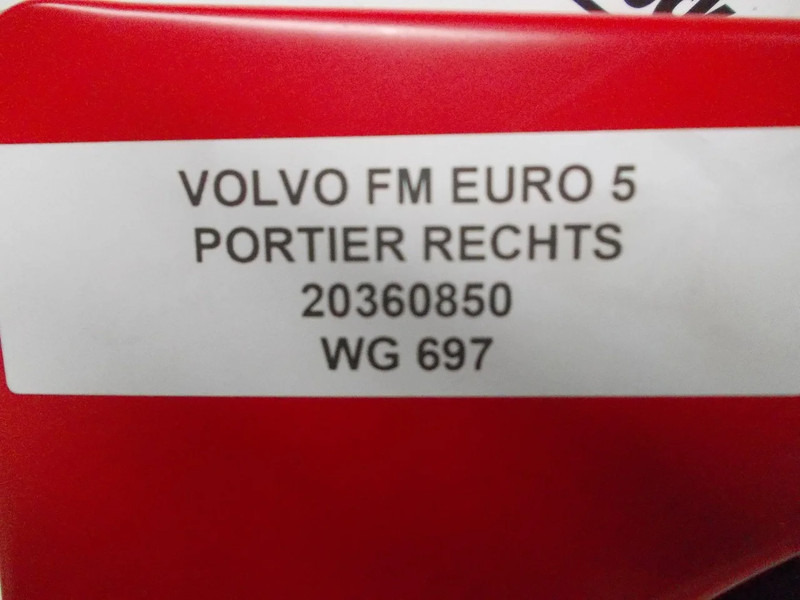 VOLVO FM EURO 5
PORTIER RECHTS
20360850
WG 697